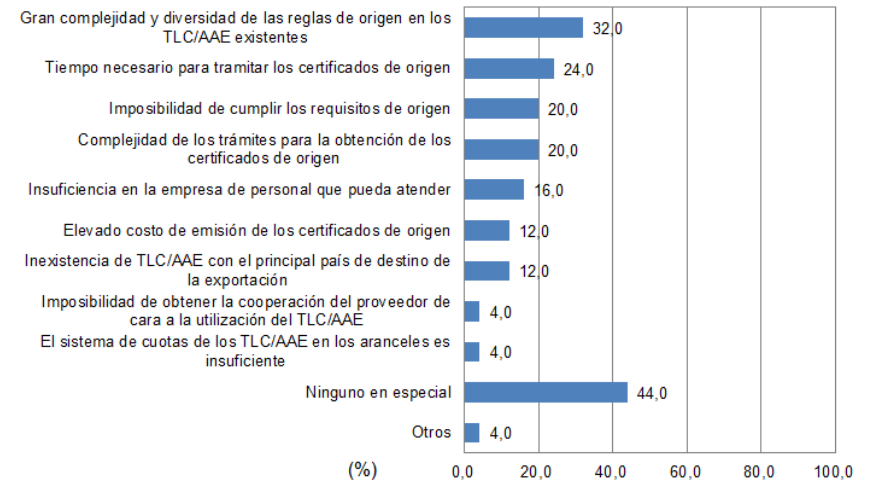 Gran complejidad y diversidad de las reglas de origen en los
TLC/AAE existentes
32,0
Tiempo necesario para tramitar los certificados de origen
24,0
Imposibilidad de cumplir los requisitos de origen
20,0
Complejidad de los trámites para la obtención de los
certificados de origen
20,0
Insuficiencia en la empresa de personal que pueda atender
16,0
Elevado costo de emisión de los certificados de origen
12,0
Inexistencia de TLC/AAE con el principal país de destino de
la exportación
12,0
Imposibilidad de obtener la cooperación del proveedor de
cara a la utilización del TLC/AAE
4,0
El sistema de cuotas de los TLC/AAE en los aranceles es
insuficiente
4,0
Ninguno en especial
44,0
Otros
4,0
(%)
0,0 20,0 40,0 60,0 80,0 100,0